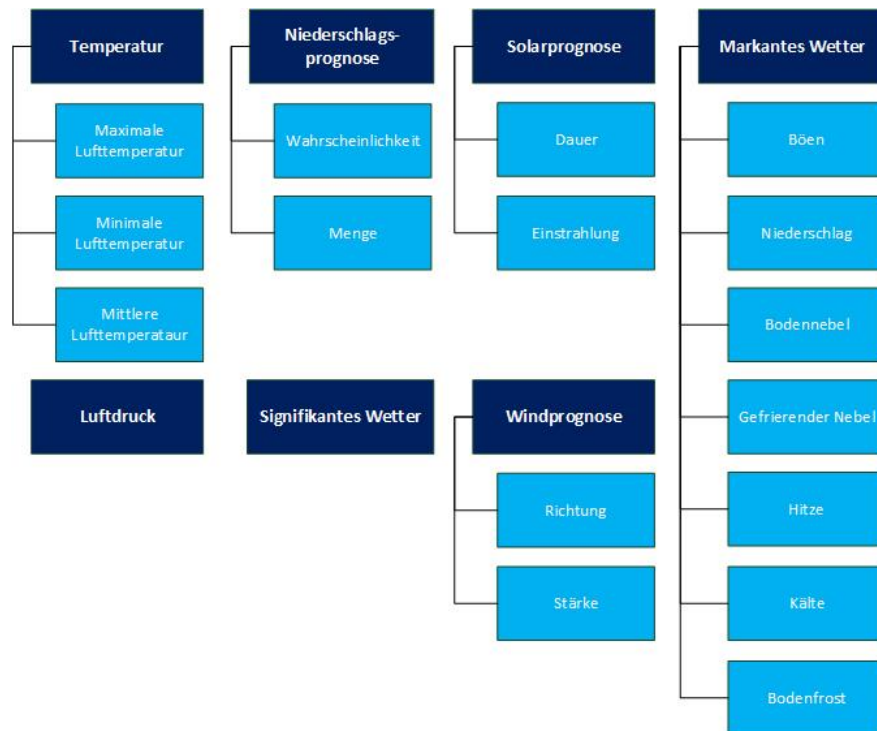 Temperatur
Maximale
Lufttemperatur
Minimale
Lufttemperatur
Mittlere
Lufttemperataur
Niederschlags-
prognose
Wahrscheinlichkeit
Menge
Solarprognose
Dauer
Einstrahlung
Markantes Wetter
Böen
Niederschlag
Bodennebel
Gefrierender Nebel
Hitze
Kälte
Bodenfrost
Luftdruck
Signifikantes Wetter
Windprognose
Richtung
Stärke